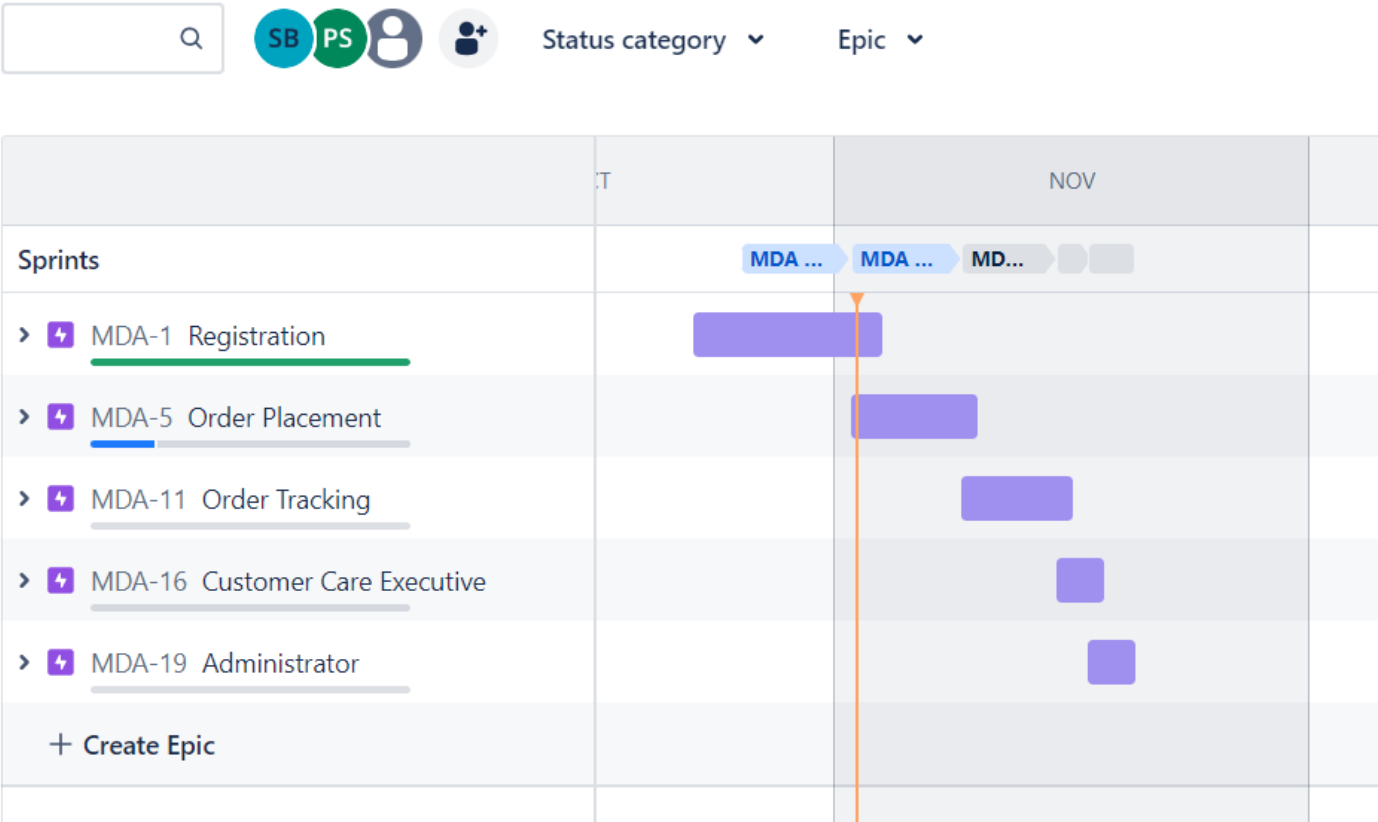 SB PS Status category Epic
NOV
Sprints MDA ... MDA ... MD...
MDA-1 Registration
MDA-5 Order Placement
MDA-11 Order Tracking
MDA-16 Customer Care Executive
MDA-19 Administrator
+ Create Epic